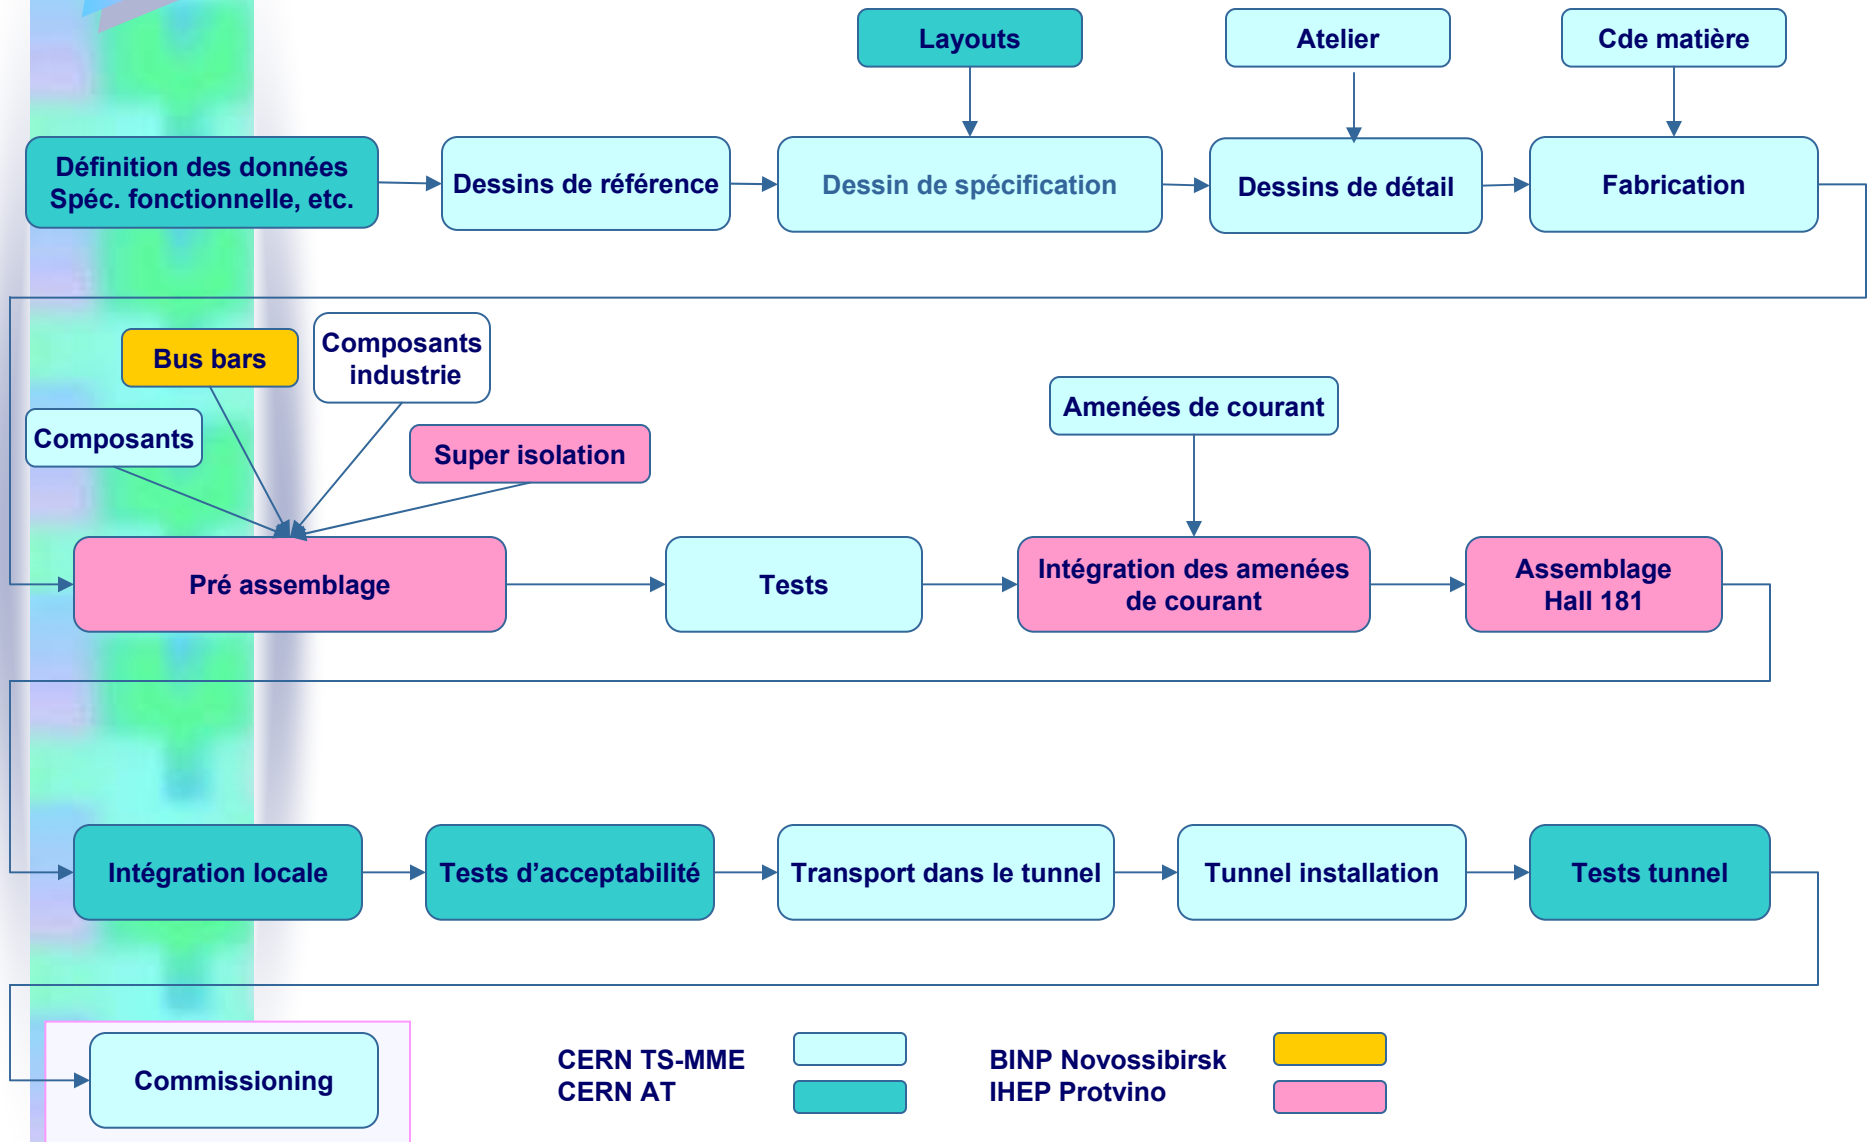 Layouts
Atelier
Cde matière
Définition des données
Spéc. fonctionnelle, etc.
Dessins de référence
Dessin de spécification
Dessins de détail
Fabrication
Bus bars
Composants
industrie
Composants
Super isolation
Amenées de courant
Pré assemblage
Tests
Intégration des amenées
de courant
Assemblage
Hall 181
Intégration locale
Tests d’acceptabilité
Transport dans le tunnel
Tunnel installation
Tests tunnel
Commissioning
CERN TS-MME
CERN AT
BINP Novossibirsk
IHEP Protvino